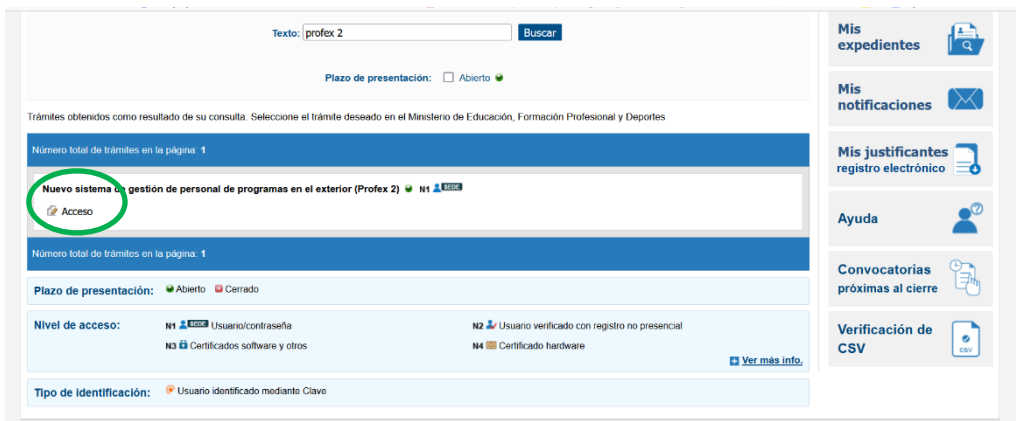 Texto: profex 2 Buscar
Plazo de presentación: Abierto
Trámites obtenidos como resultado de su consulta. Seleccione el trámite deseado en el Ministerio de Educación, Formación Profesional y Deportes
Número total de trámites en la página: 1
Nuevo sistema de gestión de personal de programas en el exterior (Profex 2) N1 SEDE
Acceso
Número total de trámites en la página: 1
Plazo de presentación: Abierto Cerrado
Nivel de acceso: N1 SEDE Usuario/contraseña N2 Usuario verificado con registro no presencial
N3 Certificados software y otros N4 Certificado hardware
Ver más info.
Tipo de identificación: Usuario identificado mediante Clave
Mis
expedientes
Mis
notificaciones
Mis justificantes
registro electrónico
Ayuda
Convocatorias
próximas al cierre
Verificación de
CSV
CSV